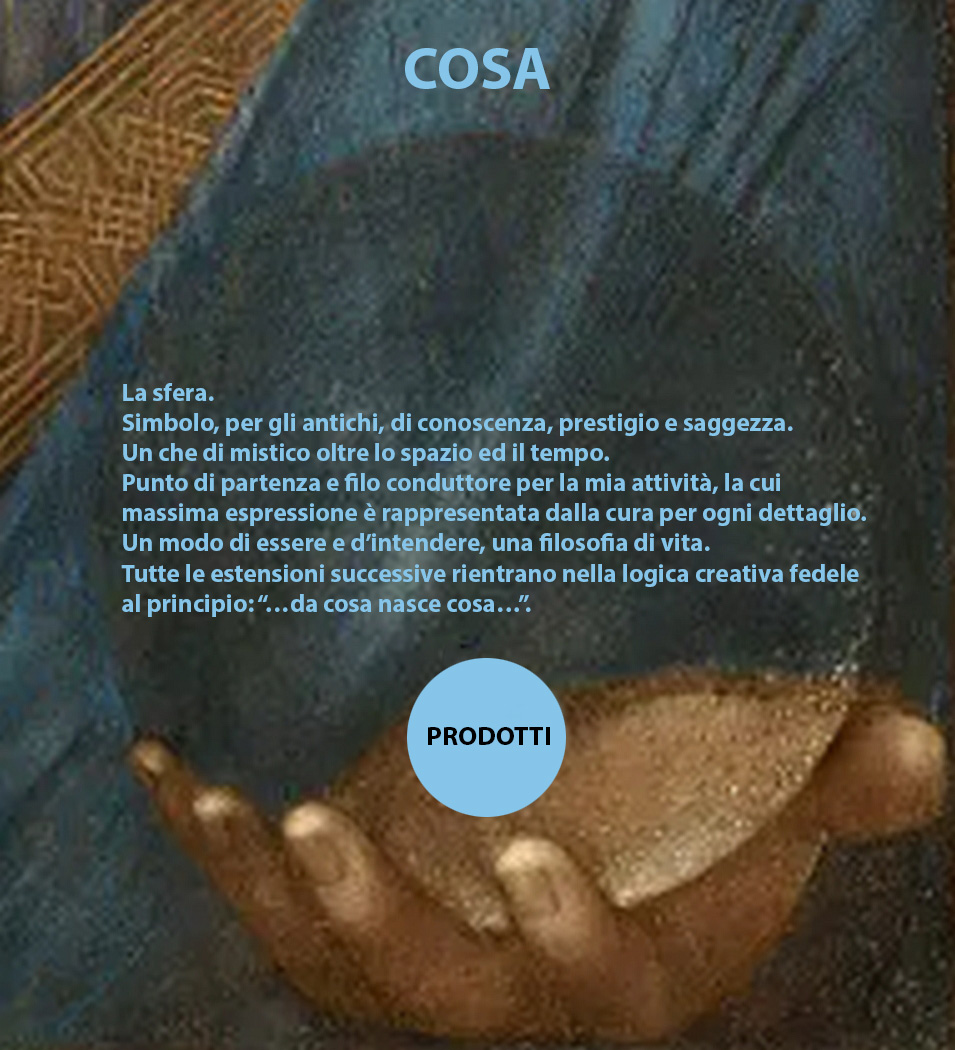 COSA
La sfera.
Simbolo, per gli antichi, di conoscenza, prestigio e saggezza.
Un che di mistico oltre lo spazio ed il tempo.
Punto di partenza e filo conduttore per la mia attività, la cui
massima espressione è rappresentata dalla cura per ogni dettaglio.
Un modo di essere e d’intendere, una filosofia di vita.
Tutte le estensioni successive rientrano nella logica creativa fedele
al principio: “…da cosa nasce cosa…”.
PRODOTTI